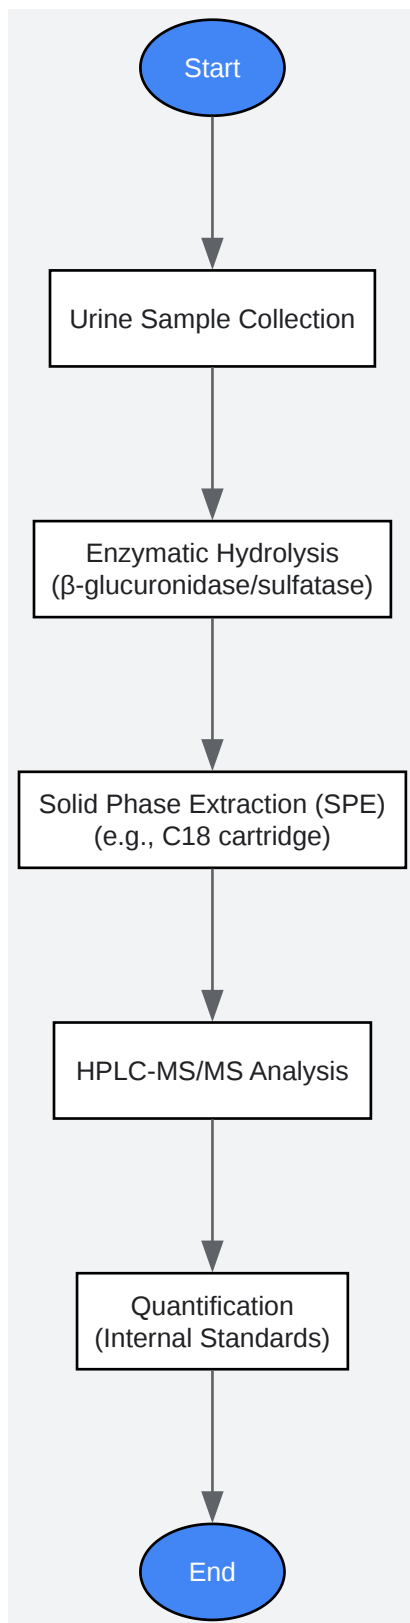 Start
Urine Sample Collection
Enzymatic Hydrolysis
(β-glucuronidase/sulfatase)
Solid Phase Extraction (SPE)
(e.g., C18 cartridge)
HPLC-MS/MS Analysis
Quantification
(Internal Standards)
End